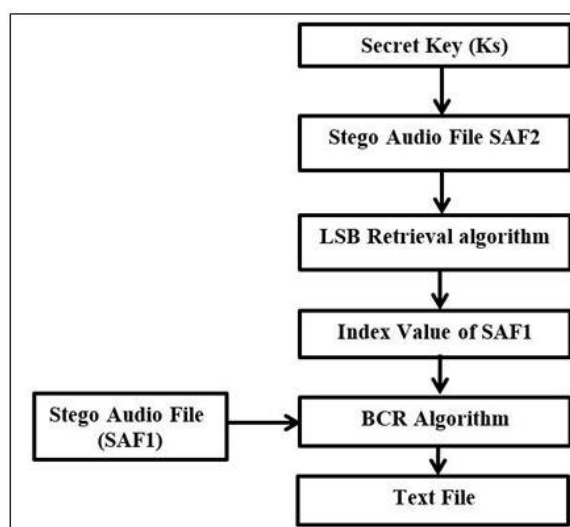 Secret Key (Ks)
Stego Audio File SAF2
LSB Retrieval algorithm
Index Value of SAF1
Stego Audio File
(SAF1)
BCR Algorithm
Text File